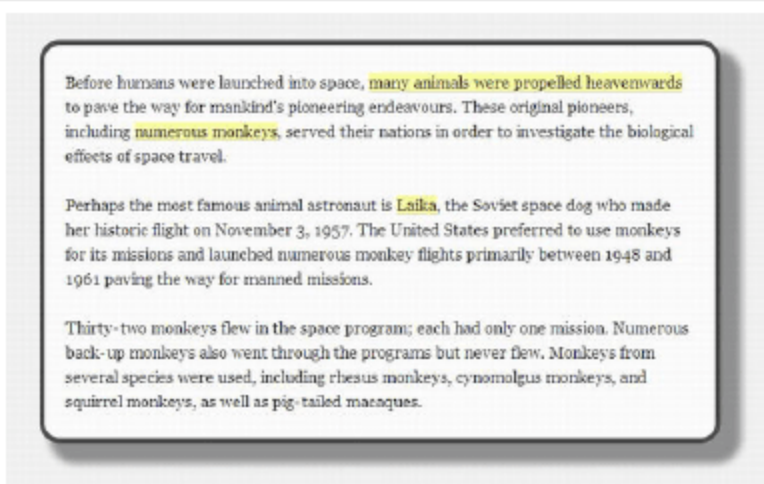 Before humans were launched into space, many animals were propelled heavenwards
to pave the way for mankind's pioneering endeavours. These original pioneers,
including numerous monkeys, served their nations in order to investigate the biological
effects of space travel.
Perhaps the most famous animal astronaut is Laika, the Soviet space dog who made
her historic flight on November 3, 1957. The United States preferred to use monkeys
for its missions and launched numerous monkey flights primarily between 1948 and
1961 paving the way for manned missions.
Thirty-two monkeys flew in the space program; each had only one mission. Numerous
back-up monkeys also went through the programs but never flew. Monkeys from
several species were used, including rhesus monkeys, cynomolgus monkeys, and
squirrel monkeys, as well as pig-tailed macaques.